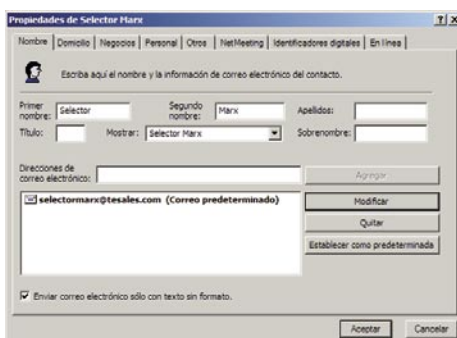 Propiedades de Selector Marx
Nombre Domicilio Negocios Personal Otros NetMeeting Identificadores digitales En línea
Escriba aquí el nombre y la información de correo electrónico del contacto.
Primer nombre: Selector Segundo nombre: Marx Apellidos:
Título: Mostrar: Selector Marx Sobrenombre:
Direcciones de correo electrónico: Agregar
selectormarx@tesales.com (Correo predeterminado) Modificar
Quitar
Establecer como predeterminada
Enviar correo electrónico sólo con texto sin formato.
Aceptar Cancelar